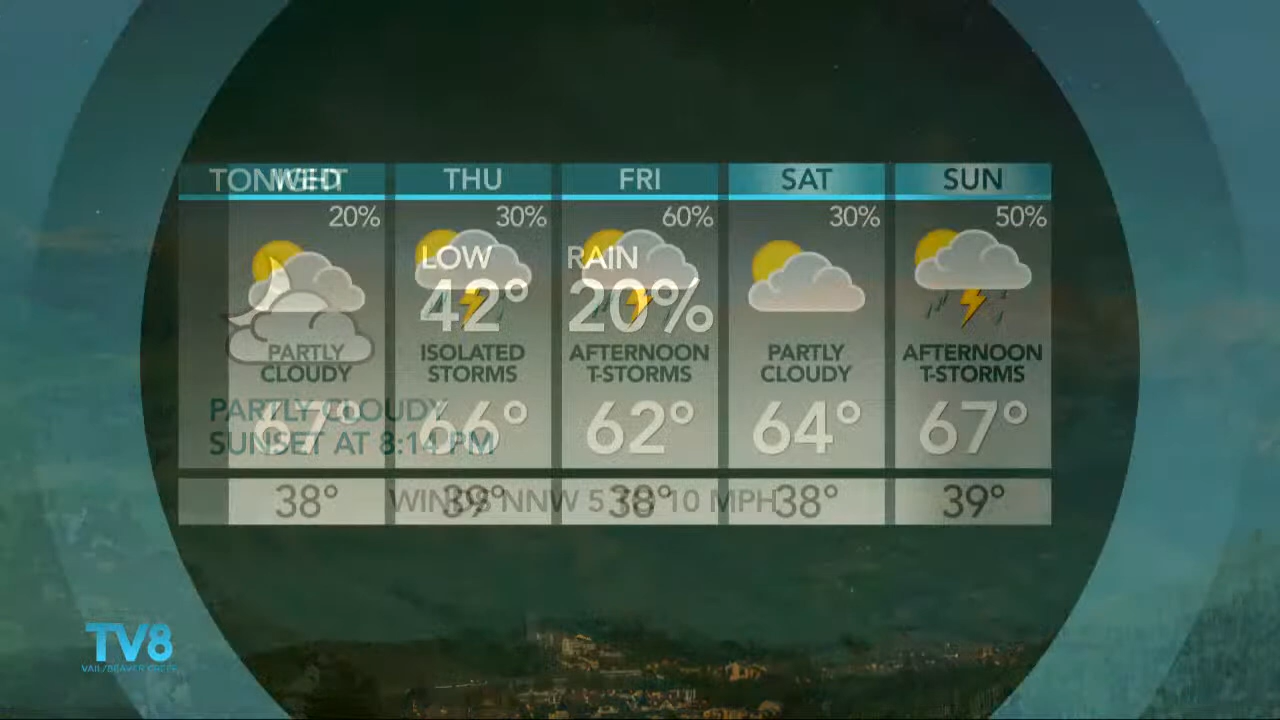 TONIGHT
WED
THU
FRI
SAT
SUN
20%
30%
60%
30%
50%
LOW
RAIN
42°
20%
PARTLY
CLOUDY
ISOLATED
STORMS
AFTERNOON
T-STORMS
PARTLY
CLOUDY
AFTERNOON
T-STORMS
PARTLY CLOUDY
SUNSET AT 8:14 PM
67°
66°
62°
64°
67°
WINDS NNW 5 TO 10 MPH
38°
39°
38°
38°
39°
TV8
VAIL/BEAVER CREEK